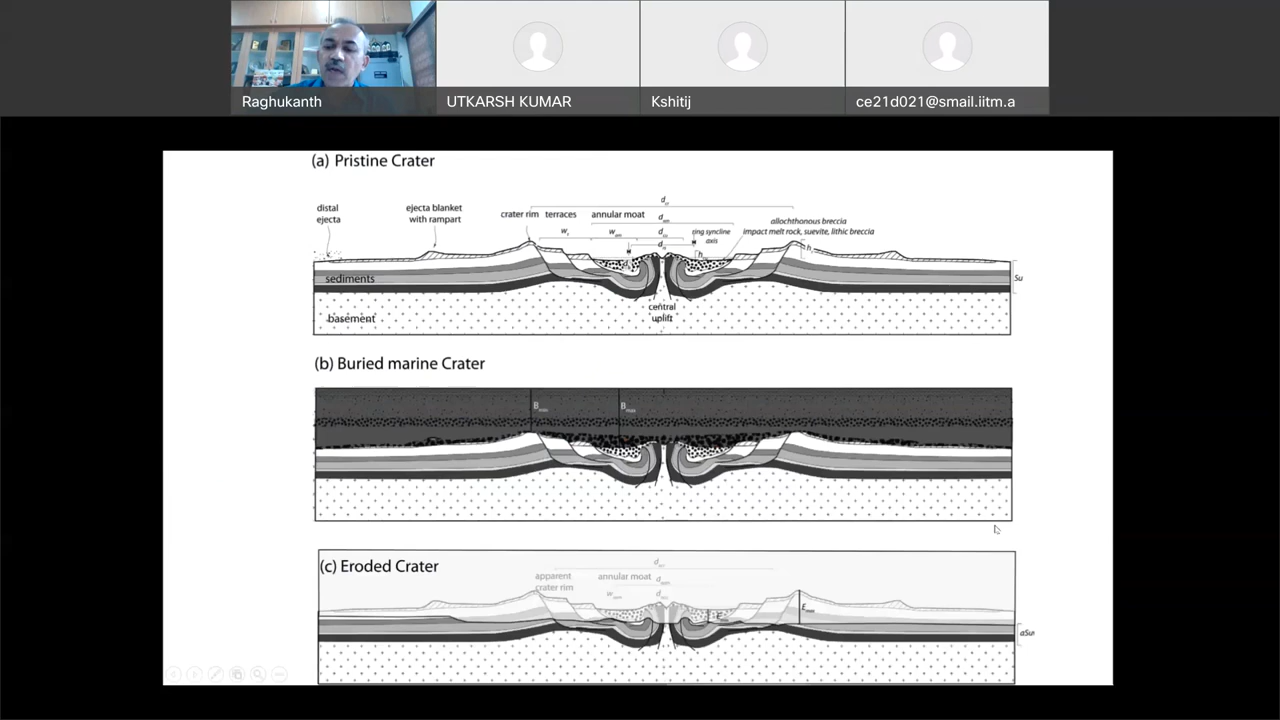 Raghukanth
UTKARSH KUMAR
Kshitij
ce21d021@smail.iitm.a
(a) Pristine Crater
distal
ejecta
ejecta blanket
with rampart
crater rim
terraces
annular moat
ring syncline
axis
allochthonous breccia
impact melt rock, suevite, lithic breccia
sediments
basement
central
uplift
Su
(b) Buried marine Crater
(c) Eroded Crater
apparent
crater rim
annular moat